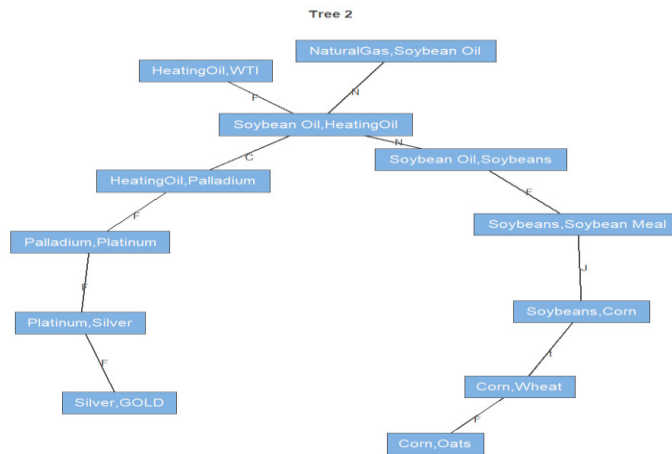 Tree 2
NaturalGas,Soybean Oil
HeatingOil,WTI
F
N
Soybean Oil,HeatingOil
N
C
Soybean Oil,Soybeans
HeatingOil,Palladium
F
F
Soybeans,Soybean Meal
Palladium,Platinum
J
F
Soybeans,Corn
Platinum,Silver
t
F
Corn,Wheat
Silver,GOLD
F
Corn,Oats